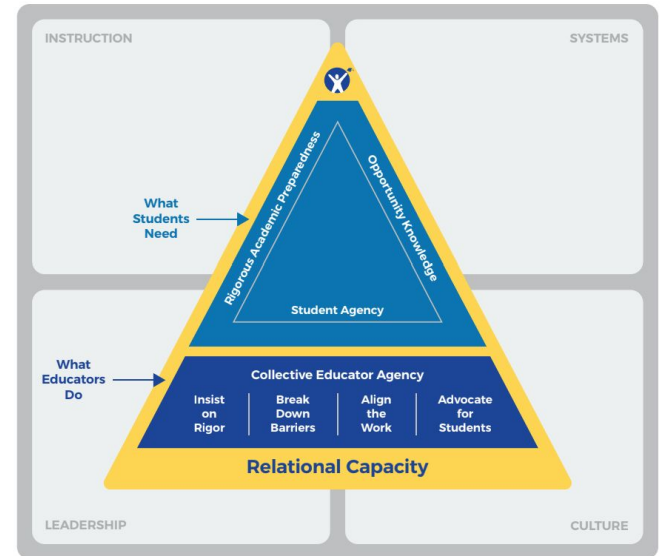 INSTRUCTION
SYSTEMS
Rigorous Academic Preparedness
Opportunity Knowledge
What
Students
Need
Student Agency
What
Educators
Do
Collective Educator Agency
Insist
on
Rigor
Break
Down
Barriers
Align
the
Work
Advocate
for
Students
Relational Capacity
LEADERSHIP
CULTURE